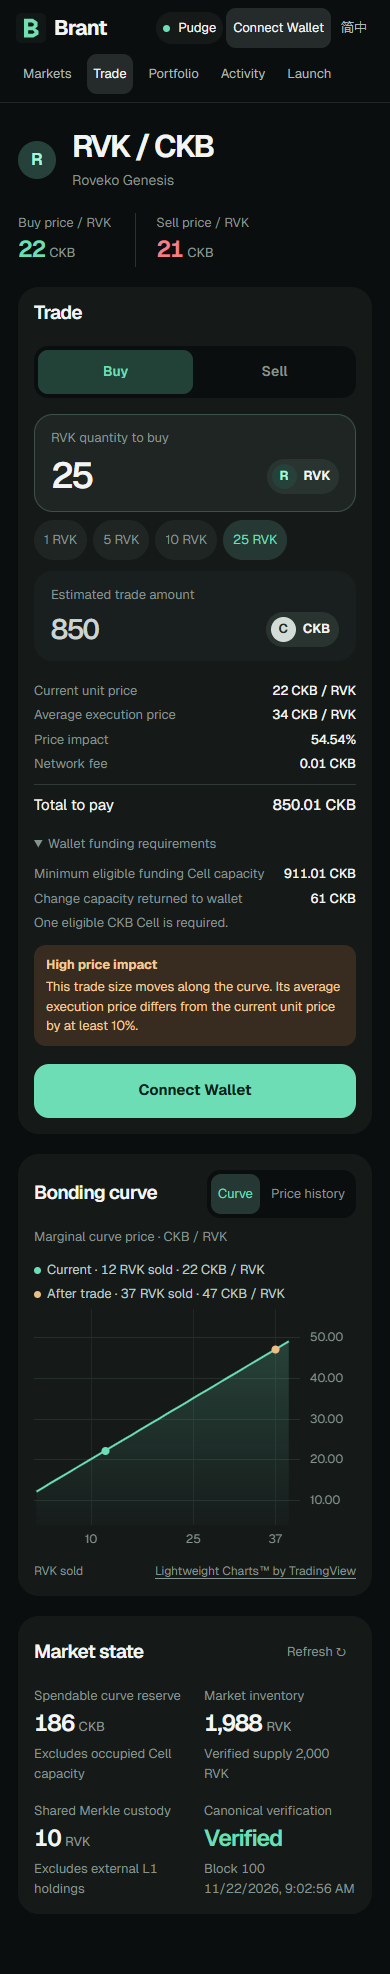 B Brant
Pudge
Connect Wallet
简中
Markets
Trade
Portfolio
Activity
Launch
R
RVK / CKB
Roveko Genesis
Buy price / RVK
22 CKB
Sell price / RVK
21 CKB
Trade
Buy
Sell
RVK quantity to buy
25
R RVK
1 RVK
5 RVK
10 RVK
25 RVK
Estimated trade amount
850
C CKB
Current unit price 22 CKB / RVK
Average execution price 34 CKB / RVK
Price impact 54.54%
Network fee 0.01 CKB
Total to pay 850.01 CKB
▼ Wallet funding requirements
Minimum eligible funding Cell capacity 911.01 CKB
Change capacity returned to wallet 61 CKB
One eligible CKB Cell is required.
High price impact
This trade size moves along the curve. Its average
execution price differs from the current unit price
by at least 10%.
Connect Wallet
Bonding curve
Curve
Price history
Marginal curve price · CKB / RVK
Current · 12 RVK sold · 22 CKB / RVK
After trade · 37 RVK sold · 47 CKB / RVK
50.00
40.00
30.00
20.00
10.00
10 25 37
RVK sold
Lightweight Charts™ by TradingView
Market state
Refresh ↻
Spendable curve reserve
186 CKB
Excludes occupied Cell
capacity
Market inventory
1,988 RVK
Verified supply 2,000
RVK
Shared Merkle custody
10 RVK
Excludes external L1
holdings
Canonical verification
Verified
Block 100
11/22/2026, 9:02:56 AM